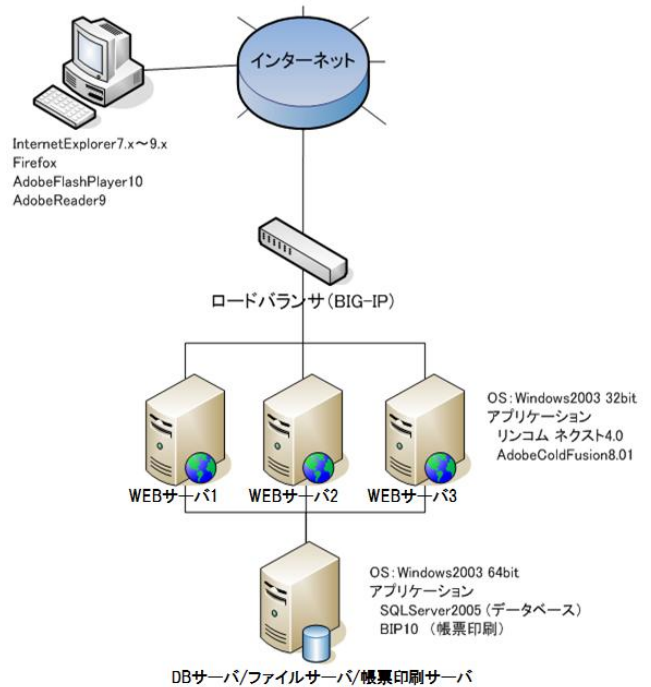 インターネット
InternetExplorer7.x～9.x
Firefox
AdobeFlashPlayer10
AdobeReader9
ロードバランサ（BIG-IP）
OS：Windows2003 32bit
アプリケーション
リンコム ネクスト4.0
AdobeColdFusion8.01
WEBサーバ1
WEBサーバ2
WEBサーバ3
OS：Windows2003 64bit
アプリケーション
SQLServer2005（データベース）
BIP10 （帳票印刷）
DBサーバ/ファイルサーバ/帳票印刷サーバ